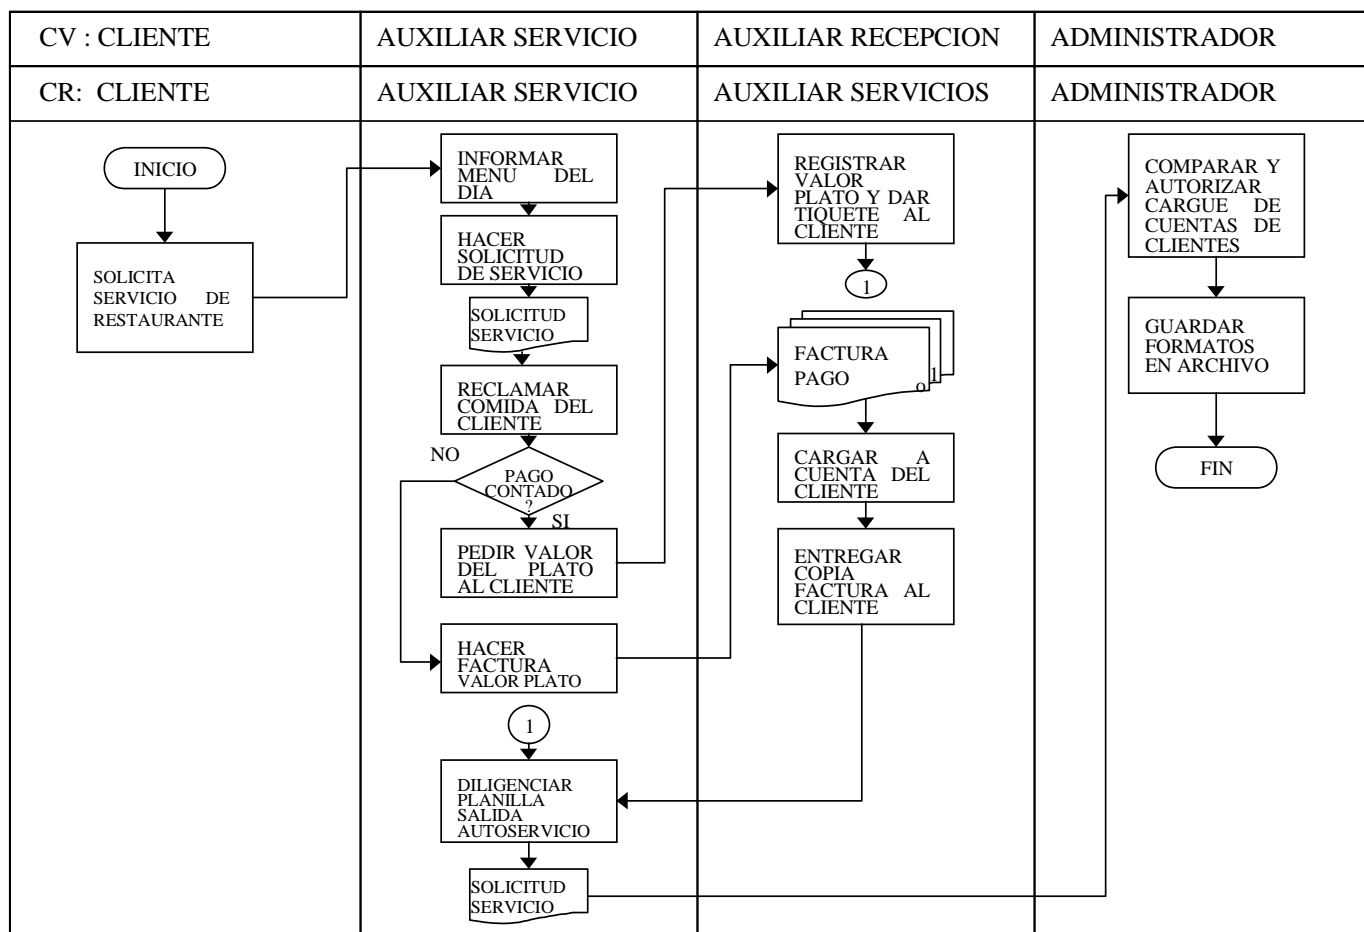 CV : CLIENTE
AUXILIAR SERVICIO
AUXILIAR RECEPCION
ADMINISTRADOR
CR: CLIENTE
AUXILIAR SERVICIO
AUXILIAR SERVICIOS
ADMINISTRADOR
INICIO
SOLICITA
SERVICIO DE
RESTAURANTE
INFORMAR
MENU DEL
DIA
HACER
SOLICITUD
DE SERVICIO
SOLICITUD
SERVICIO
RECLAMAR
COMIDA DEL
CLIENTE
NO
PAGO
CONTADO
?
SI
PEDIR VALOR
DEL PLATO
AL CLIENTE
HACER
FACTURA
VALOR PLATO
1
DILIGENCIAR
PLANILLA
SALIDA
AUTOSERVICIO
SOLICITUD
SERVICIO
REGISTRAR
VALOR
PLATO Y DAR
TIQUETE AL
CLIENTE
1
FACTURA
PAGO
o
1
CARGAR A
CUENTA DEL
CLIENTE
ENTREGAR
COPIA
FACTURA AL
CLIENTE
COMPARAR Y
AUTORIZAR
CARGUE DE
CUENTAS DE
CLIENTES
GUARDAR
FORMATOS
EN ARCHIVO
FIN